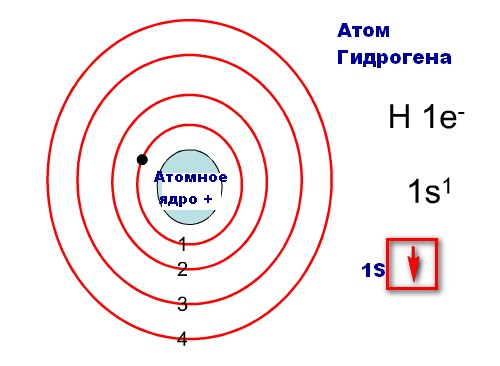 Атом
Гидрогена
H 1e-
Атомное
ядро +
1s¹
1
2
3
4
1S